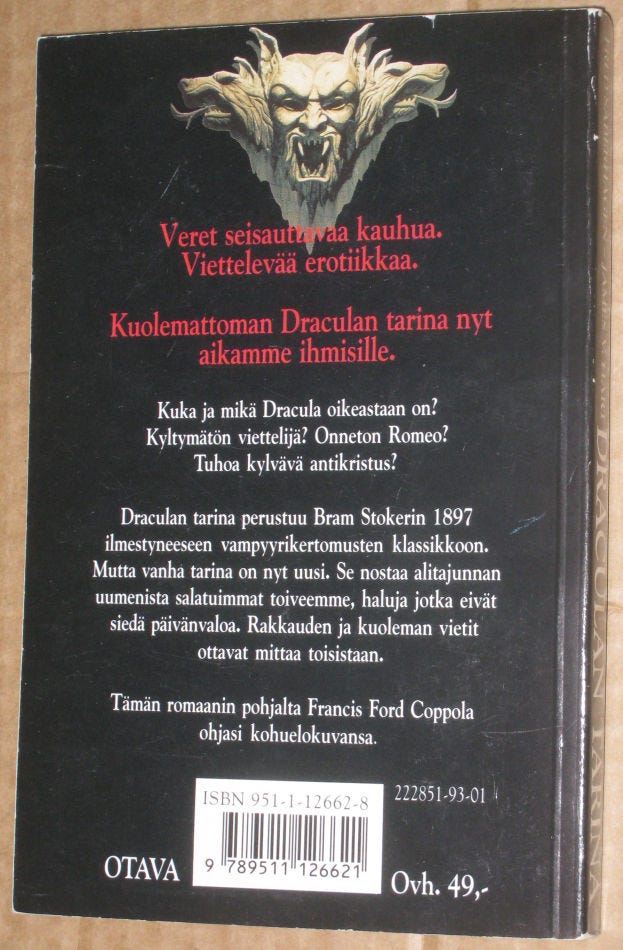 Veret seisauttavaa kauhua.
Viettelevää erotiikkaa.
Kuolemattoman Draculan tarina nyt
aikamme ihmisille.
Kuka ja mikä Dracula oikeastaan on?
Kyltymätön viettelijä? Onneton Romeo?
Tuhoa kylvävä antikristus?
Draculan tarina perustuu Bram Stokerin 1897
ilmestyneeseen vampyyrikertomusten klassikkoon.
Mutta vanha tarina on nyt uusi. Se nostaa alitajunnan
uumenista salatuimmat toiveemme, haluja jotka eivät
siedä päivänvaloa. Rakkauden ja kuoleman vietit
ottavat mittaa toisistaan.
Tämän romaanin pohjalta Francis Ford Coppola
ohjasi kohuelokuvansa.
ISBN 951-1-12662-8
222851-93-01
9 789511 126621
OTAVA
Ovh. 49,-
DRACULAN TARINA